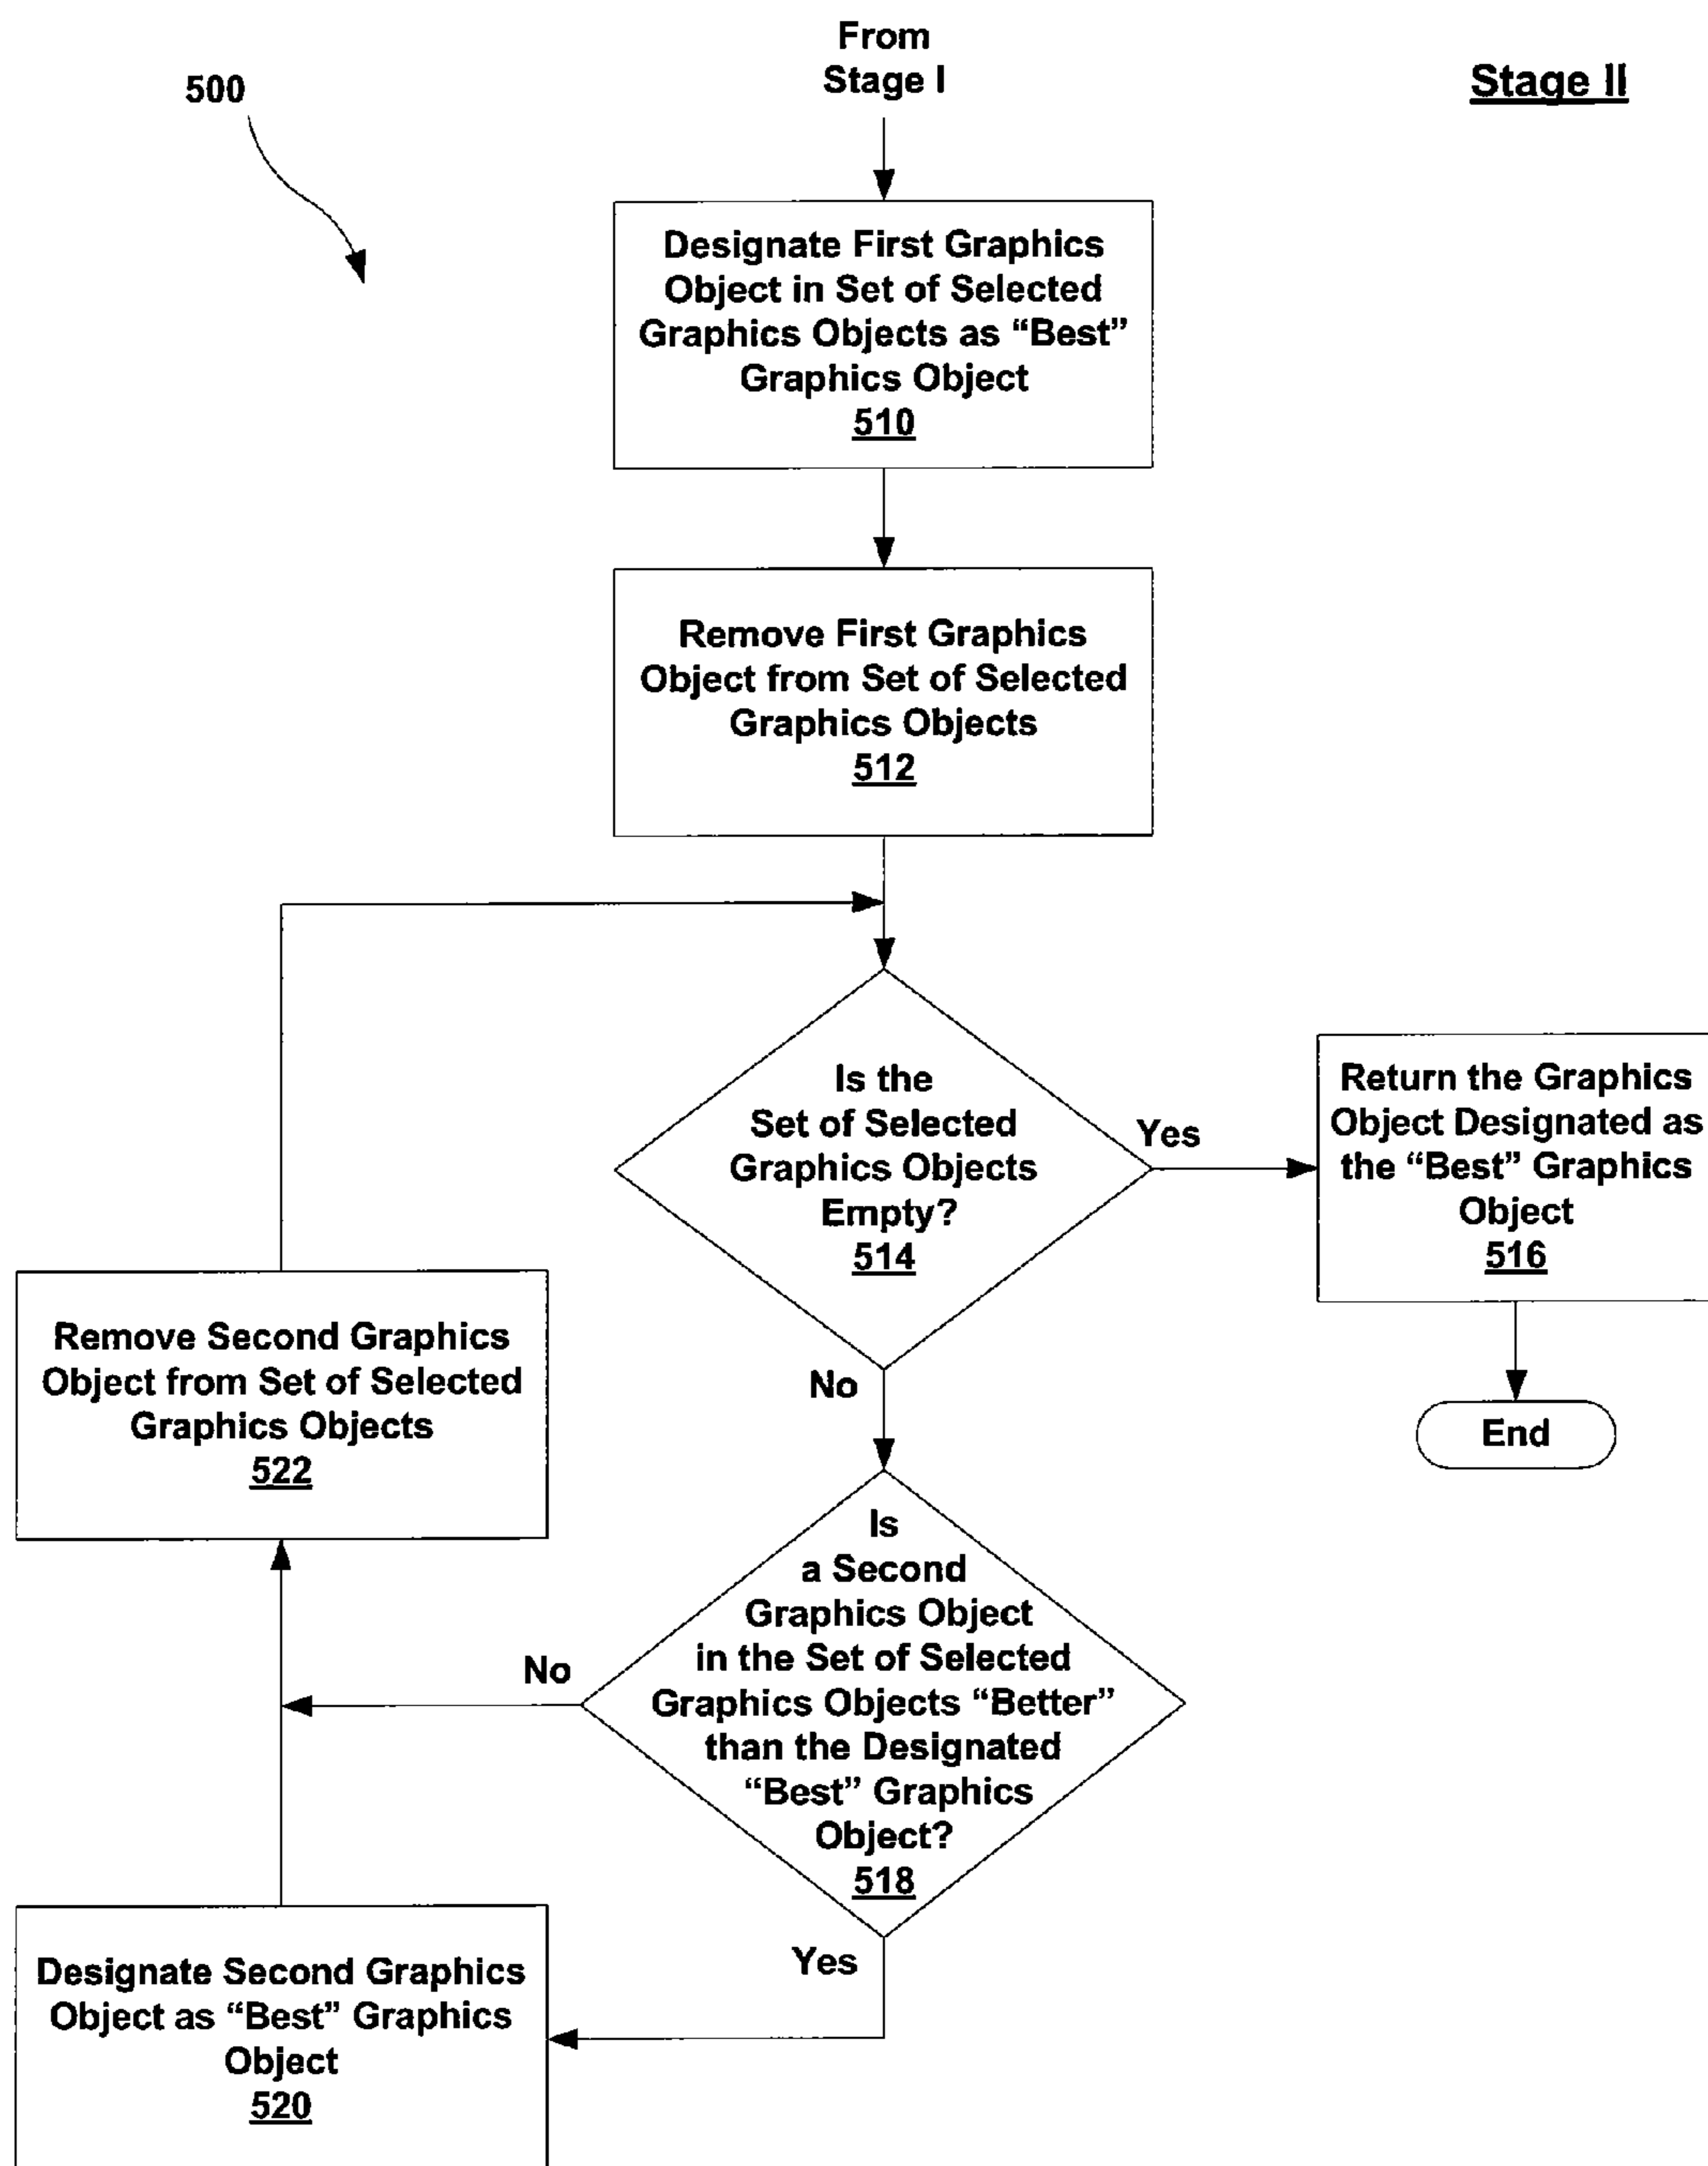 From
Stage I
500
Stage II
Designate First Graphics
Object in Set of Selected
Graphics Objects as “Best”
Graphics Object
510
Remove First Graphics
Object from Set of Selected
Graphics Objects
512
Is the
Set of Selected
Graphics Objects
Empty?
514
Yes
Return the Graphics
Object Designated as
the “Best” Graphics
Object
516
End
No
Remove Second Graphics
Object from Set of Selected
Graphics Objects
522
Is
a Second
Graphics Object
in the Set of Selected
Graphics Objects “Better”
than the Designated
“Best” Graphics
Object?
518
No
Yes
Designate Second Graphics
Object as “Best” Graphics
Object
520